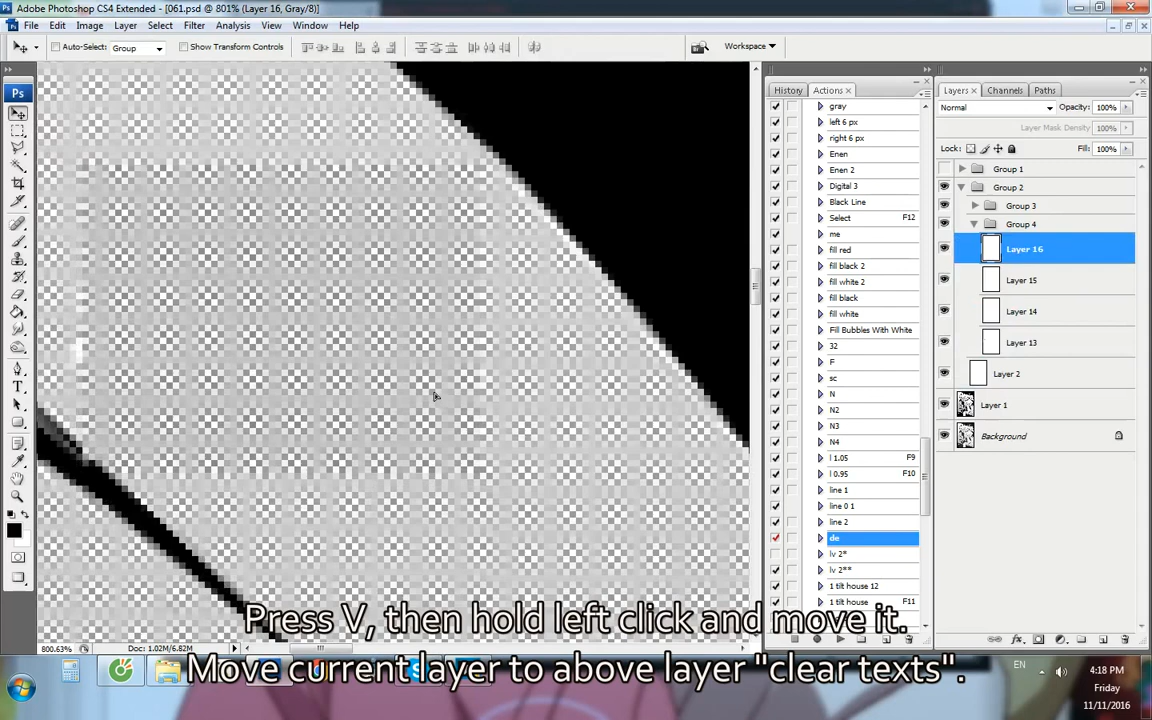 Adobe Photoshop CS4 Extended - [061.psd @ 801% (Layer 16, Gray/8)]
File Edit Image Layer Select Filter Analysis 3D View Window Help
Auto-Select: Group Show Transform Controls Workspace
Ps
History Actions
gray
left 6 px
right 6 px
Enen
Enen 2
Digital 3
Black Line
Select F12
me
fill red
fill black 2
fill white 2
fill black
fill white
Fill Bubbles With White
32
F
sc
N
N2
N3
N4
l 1.05 F9
l 0.95 F10
line 1
line 0 1
line 2
de
lv 2*
lv 2**
1 tilt house 12
1 tilt house F11
Layers Channels Paths
Normal Opacity: 100%
Layer Mask Density: 100%
Lock: Fill: 100%
Group 1
Group 2
Group 3
Group 4
Layer 16
Layer 15
Layer 14
Layer 13
Layer 2
Layer 1
Background
Press V, then hold left click and move it.
Move current layer to above layer "clear texts".
800.63% Doc: 1.02M/6.82M
EN
4:18 PM
Friday
11/11/2016